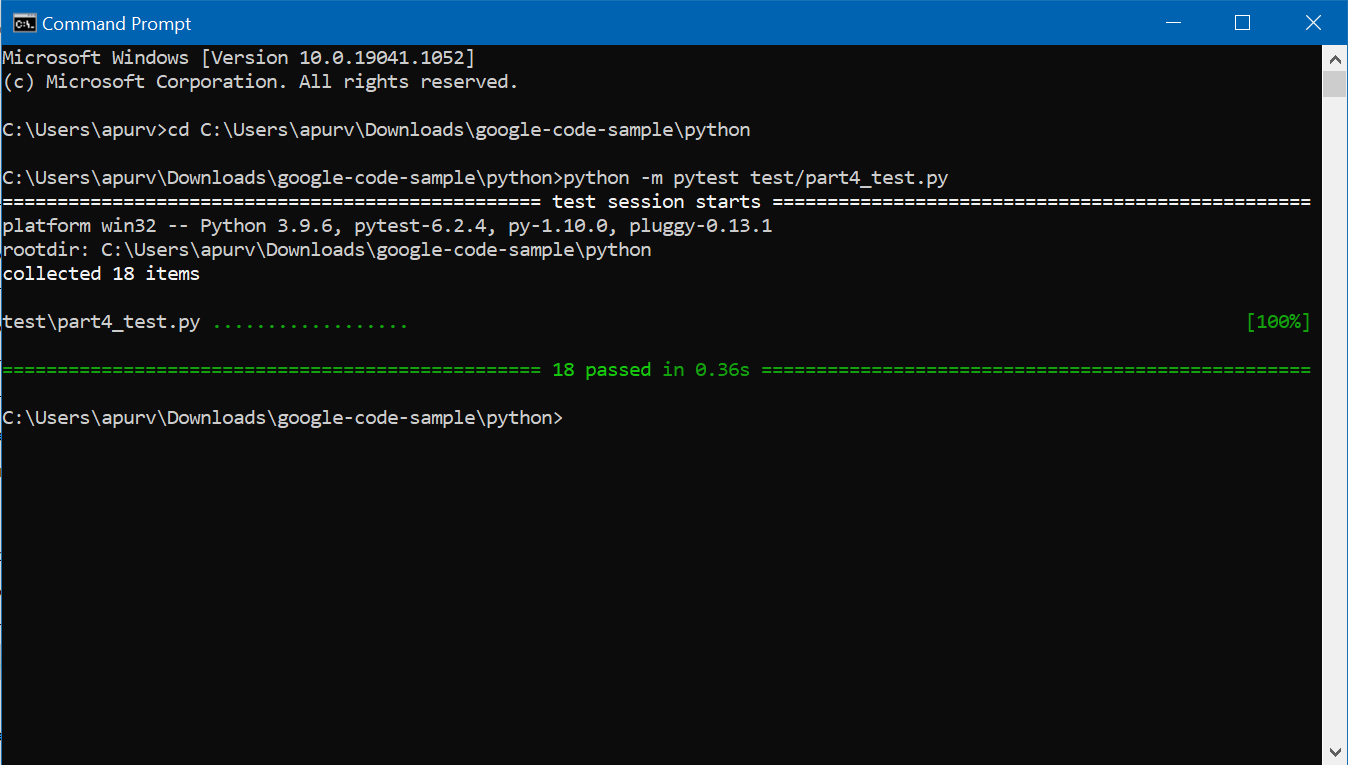 Command Prompt
Microsoft Windows [Version 10.0.19041.1052]
(c) Microsoft Corporation. All rights reserved.
C:\Users\apurv>cd C:\Users\apurv\Downloads\google-code-sample\python
C:\Users\apurv\Downloads\google-code-sample\python>python -m pytest test/part4_test.py
================================================= test session starts =================================================
platform win32 -- Python 3.9.6, pytest-6.2.4, py-1.10.0, pluggy-0.13.1
rootdir: C:\Users\apurv\Downloads\google-code-sample\python
collected 18 items
test\part4_test.py .................. [100%]
================================================= 18 passed in 0.36s ==================================================
C:\Users\apurv\Downloads\google-code-sample\python>